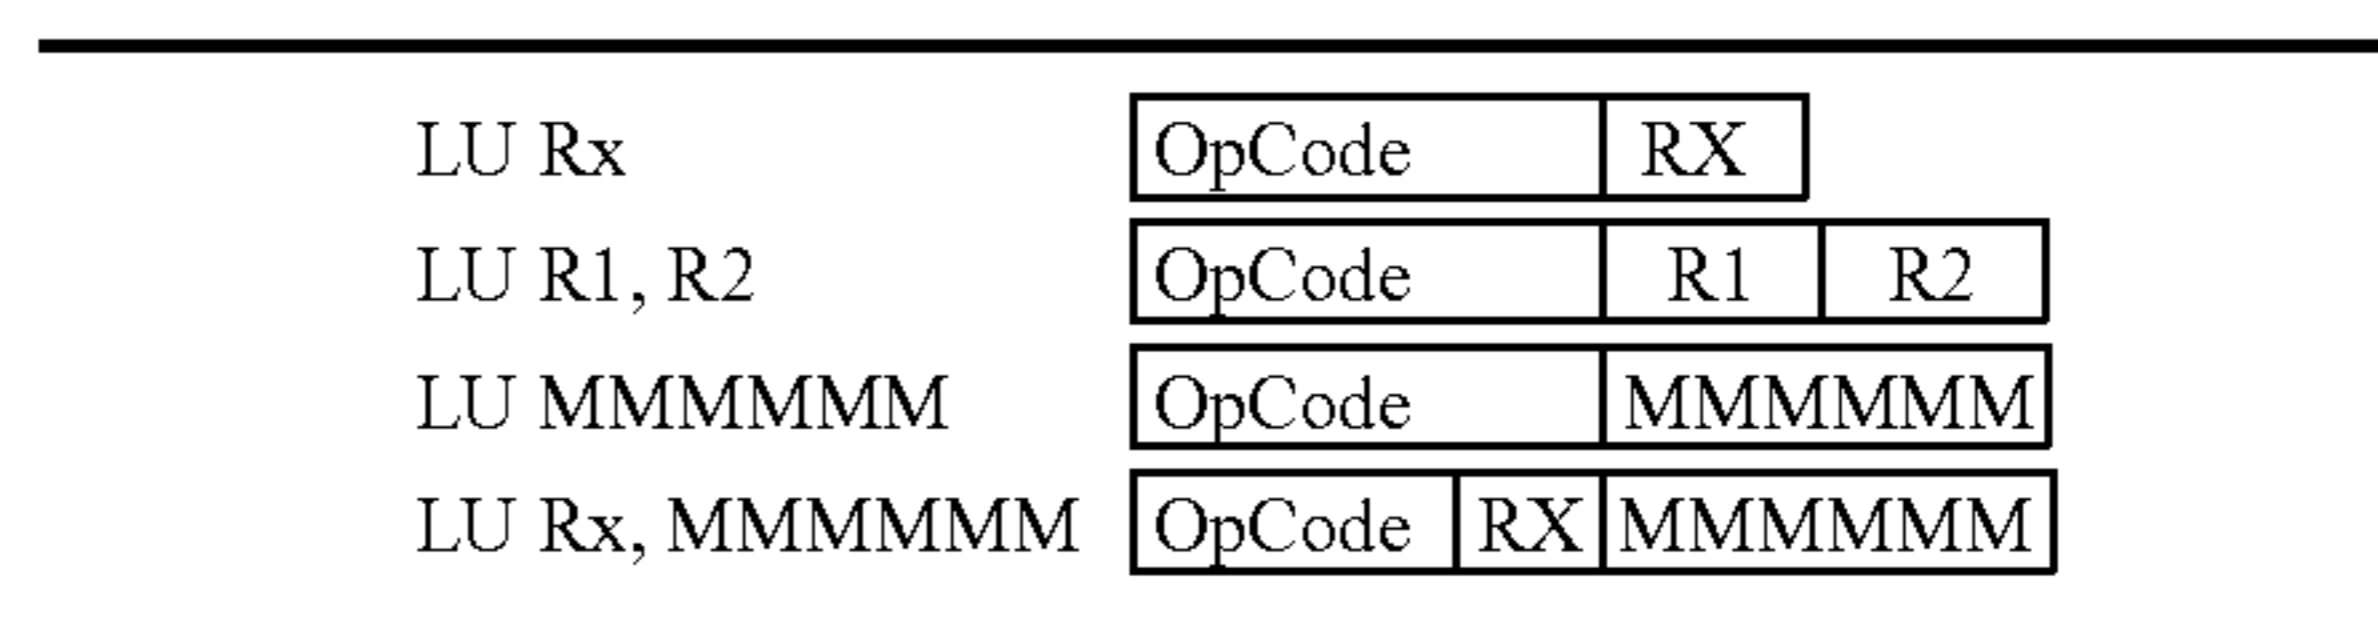 LU Rx OpCode RX
LU R1, R2 OpCode R1 R2
LU MMMMMM OpCode MMMMMM
LU Rx, MMMMMM OpCode RX MMMMMM